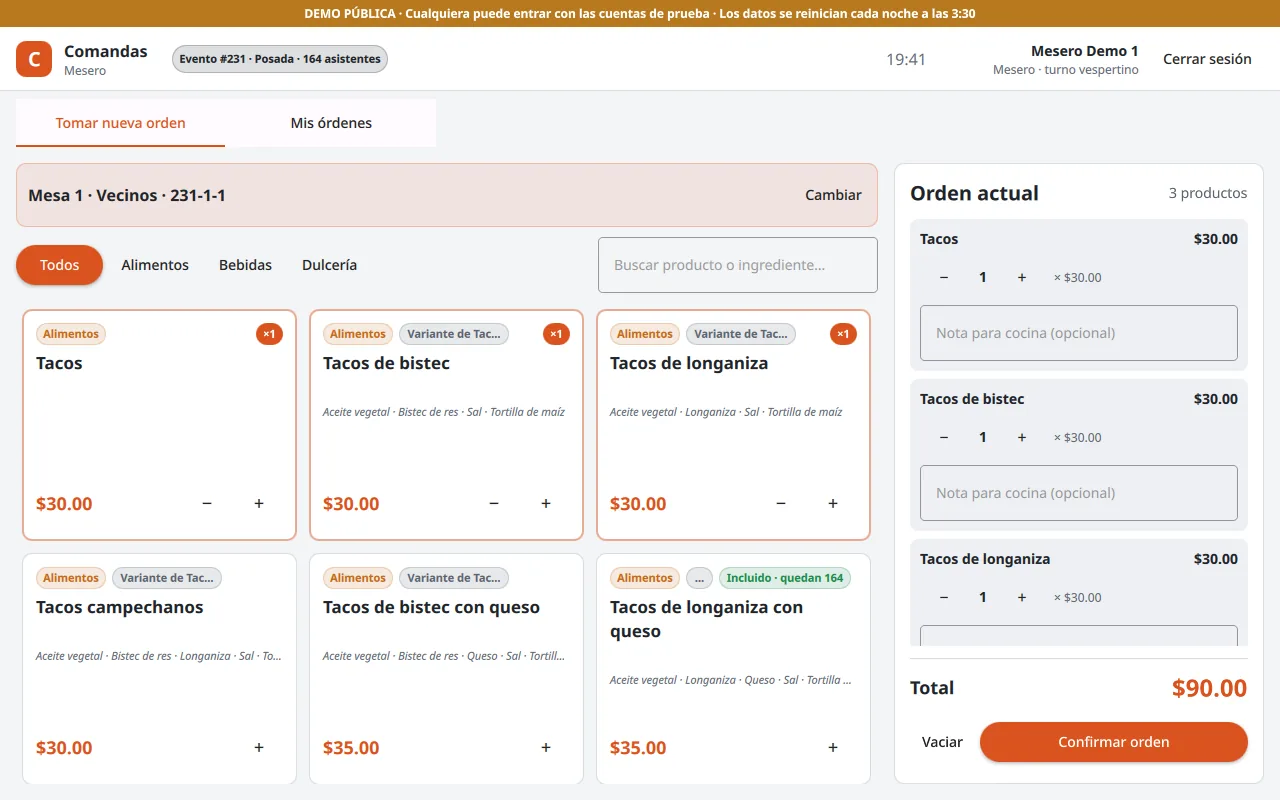 DEMO PÚBLICA · Cualquiera puede entrar con las cuentas de prueba · Los datos se reinician cada noche a las 3:30
C
Comandas
Mesero
Evento #231 · Posada · 164 asistentes
19:41
Mesero Demo 1
Mesero · turno vespertino
Cerrar sesión
Tomar nueva orden
Mis órdenes
Mesa 1 · Vecinos · 231-1-1
Cambiar
Todos
Alimentos
Bebidas
Dulcería
Buscar producto o ingrediente...
Alimentos
×1
Tacos
$30.00
−
+
Alimentos
Variante de Tac...
×1
Tacos de bistec
Aceite vegetal · Bistec de res · Sal · Tortilla de maíz
$30.00
−
+
Alimentos
Variante de Tac...
×1
Tacos de longaniza
Aceite vegetal · Longaniza · Sal · Tortilla de maíz
$30.00
−
+
Alimentos
Variante de Tac...
Tacos campechanos
Aceite vegetal · Bistec de res · Longaniza · Sal · To...
$30.00
+
Alimentos
Variante de Tac...
Tacos de bistec con queso
Aceite vegetal · Bistec de res · Queso · Sal · Tortill...
$35.00
+
Alimentos
...
Incluido · quedan 164
Tacos de longaniza con
queso
Aceite vegetal · Longaniza · Queso · Sal · Tortilla ...
$35.00
+
Orden actual
3 productos
Tacos
$30.00
−
1
+
× $30.00
Nota para cocina (opcional)
Tacos de bistec
$30.00
−
1
+
× $30.00
Nota para cocina (opcional)
Tacos de longaniza
$30.00
−
1
+
× $30.00
Total
$90.00
Vaciar
Confirmar orden